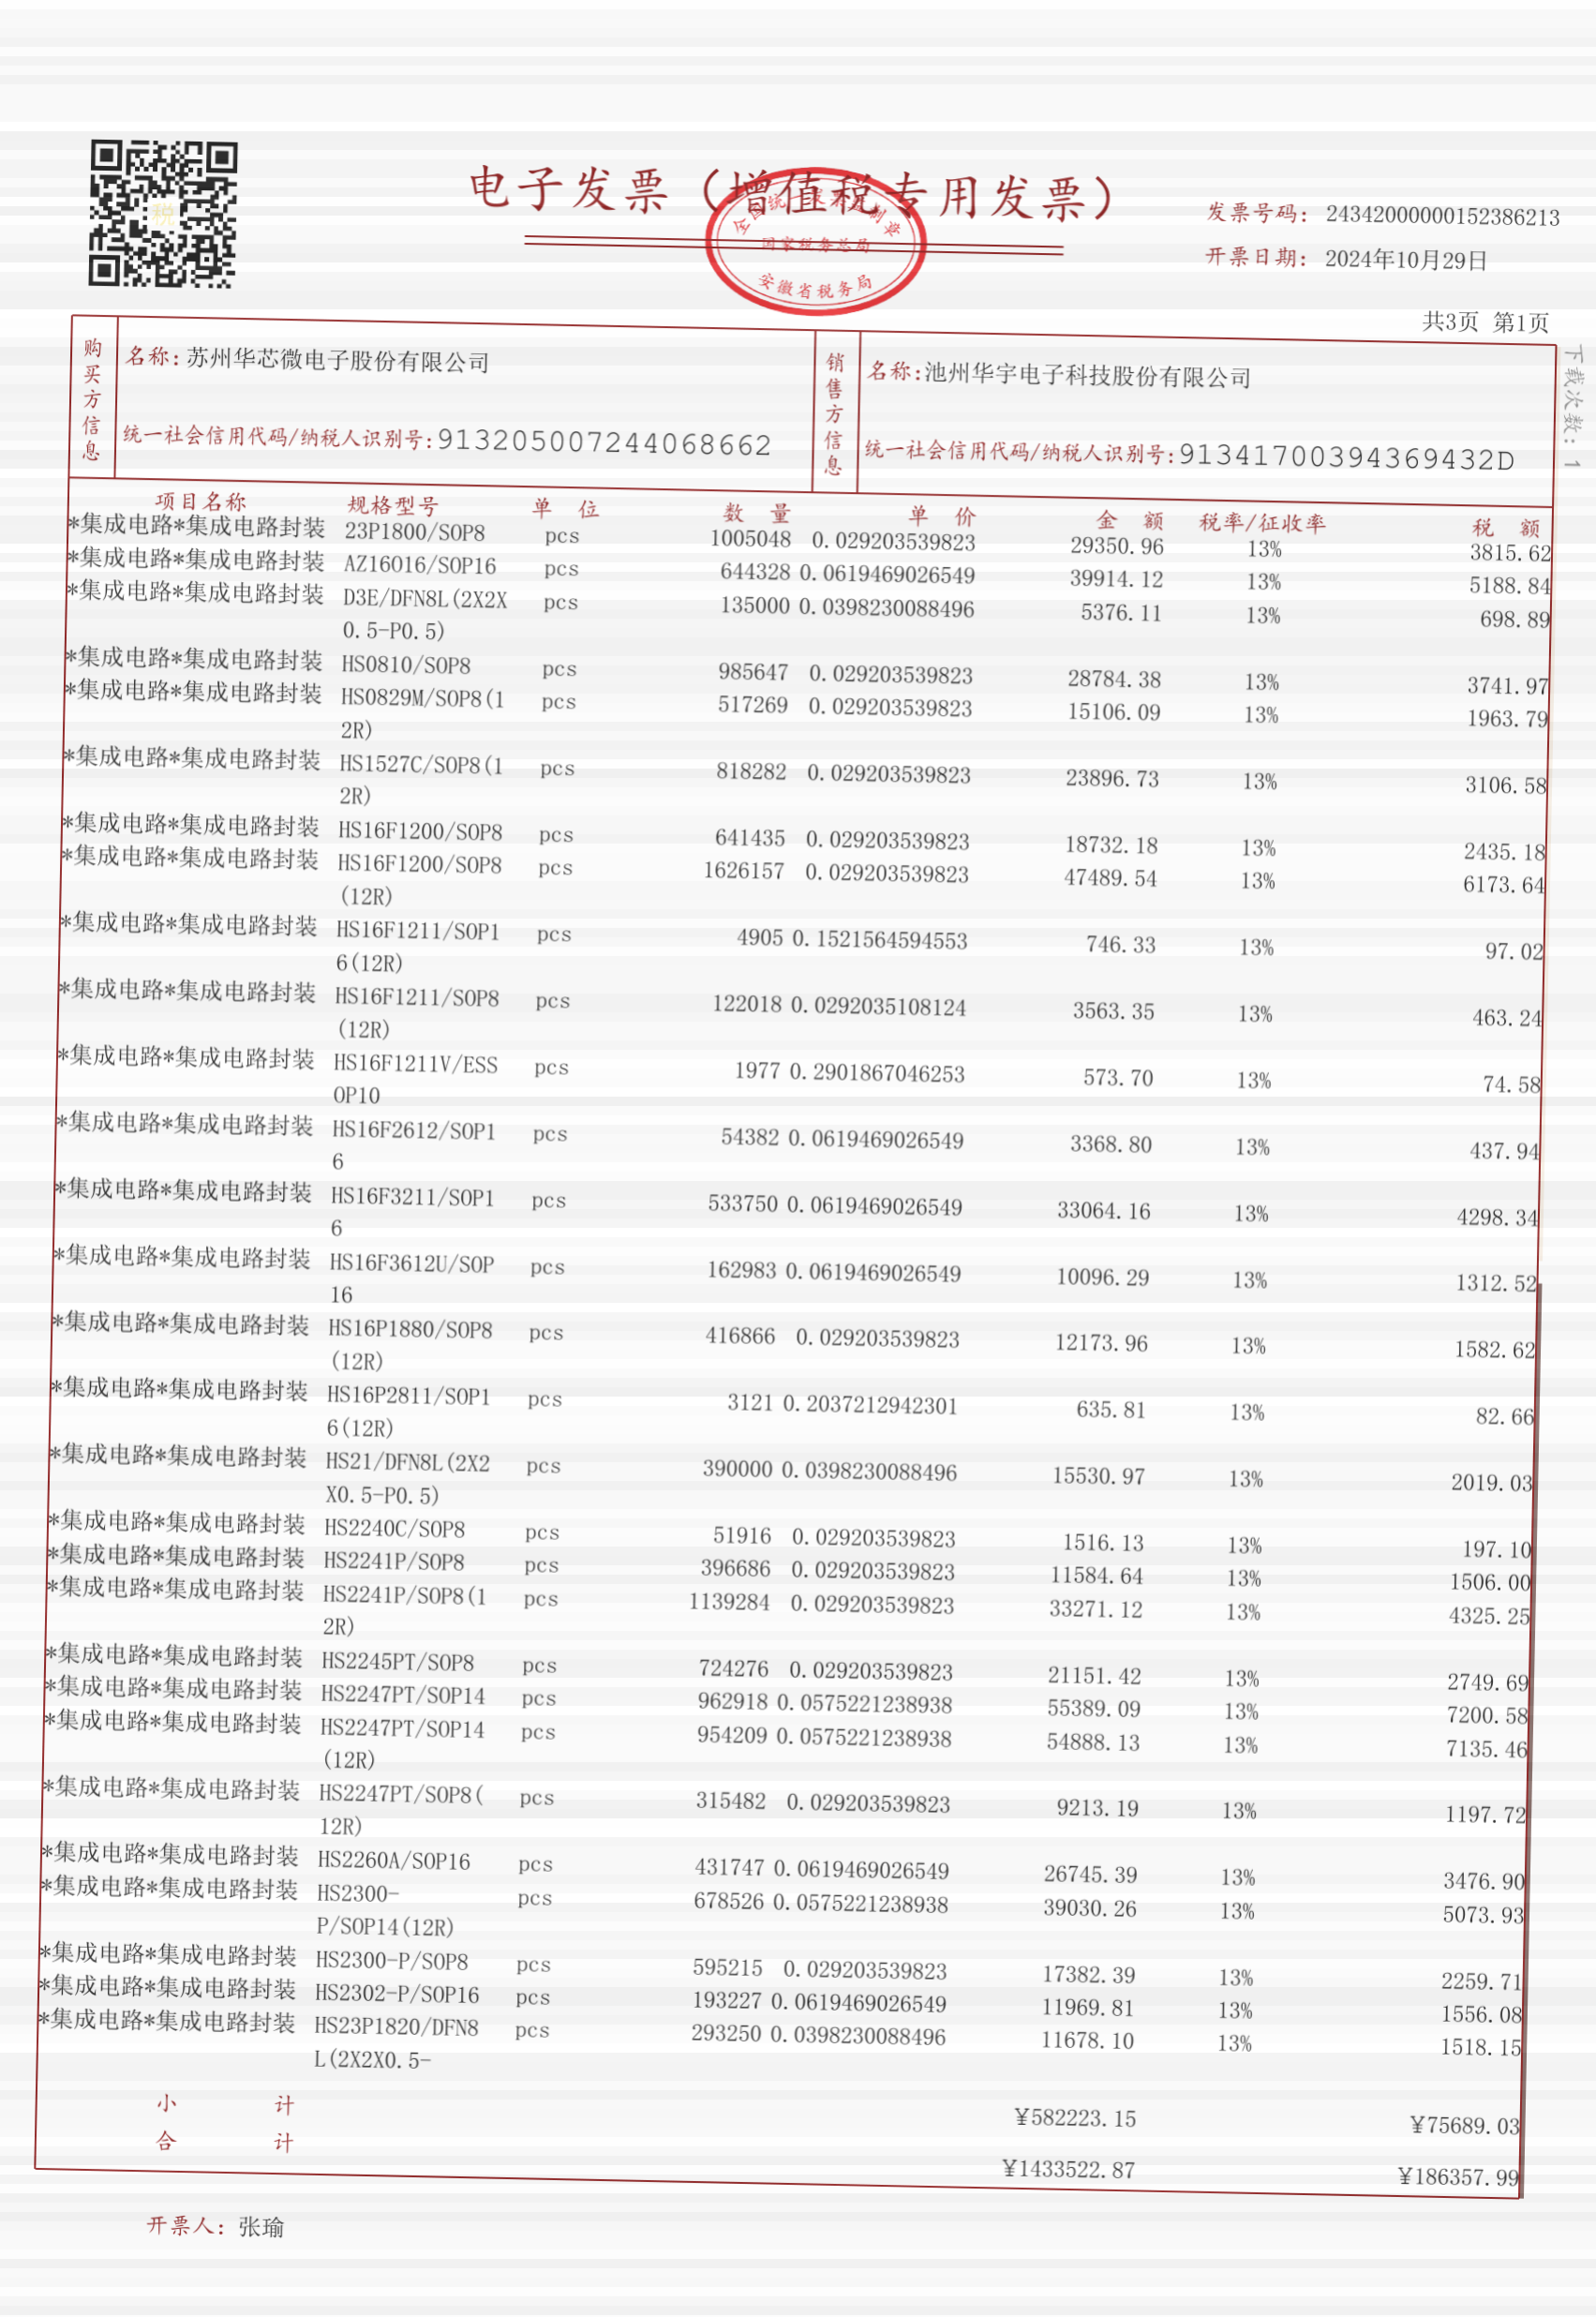 电子发票（增值税专用发票）
全国统一发票监制章
国家税务总局
安徽省税务局
税
发票号码：24342000000152386213
开票日期：2024年10月29日
共3页 第1页
下载次数：1
购买方信息
名称：苏州华芯微电子股份有限公司
统一社会信用代码/纳税人识别号：913205007244068662
销售方信息
名称：池州华宇电子科技股份有限公司
统一社会信用代码/纳税人识别号：91341700394369432D
项目名称 规格型号 单 位 数 量 单 价 金 额 税率/征收率 税 额
*集成电路*集成电路封装 23P1800/SOP8 pcs 1005048 0.029203539823 29350.96 13% 3815.62
*集成电路*集成电路封装 AZ16016/SOP16 pcs 644328 0.0619469026549 39914.12 13% 5188.84
*集成电路*集成电路封装 D3E/DFN8L(2X2X pcs 135000 0.0398230088496 5376.11 13% 698.89
0.5-P0.5)
*集成电路*集成电路封装 HS0810/SOP8 pcs 985647 0.029203539823 28784.38 13% 3741.97
*集成电路*集成电路封装 HS0829M/SOP8(1 pcs 517269 0.029203539823 15106.09 13% 1963.79
2R)
*集成电路*集成电路封装 HS1527C/SOP8(1 pcs 818282 0.029203539823 23896.73 13% 3106.58
2R)
*集成电路*集成电路封装 HS16F1200/SOP8 pcs 641435 0.029203539823 18732.18 13% 2435.18
*集成电路*集成电路封装 HS16F1200/SOP8 pcs 1626157 0.029203539823 47489.54 13% 6173.64
(12R)
*集成电路*集成电路封装 HS16F1211/SOP1 pcs 4905 0.1521564594553 746.33 13% 97.02
6(12R)
*集成电路*集成电路封装 HS16F1211/SOP8 pcs 122018 0.0292035108124 3563.35 13% 463.24
(12R)
*集成电路*集成电路封装 HS16F1211V/ESS pcs 1977 0.2901867046253 573.70 13% 74.58
OP10
*集成电路*集成电路封装 HS16F2612/SOP1 pcs 54382 0.0619469026549 3368.80 13% 437.94
6
*集成电路*集成电路封装 HS16F3211/SOP1 pcs 533750 0.0619469026549 33064.16 13% 4298.34
6
*集成电路*集成电路封装 HS16F3612U/SOP pcs 162983 0.0619469026549 10096.29 13% 1312.52
16
*集成电路*集成电路封装 HS16P1880/SOP8 pcs 416866 0.029203539823 12173.96 13% 1582.62
(12R)
*集成电路*集成电路封装 HS16P2811/SOP1 pcs 3121 0.2037212942301 635.81 13% 82.66
6(12R)
*集成电路*集成电路封装 HS21/DFN8L(2X2 pcs 390000 0.0398230088496 15530.97 13% 2019.03
X0.5-P0.5)
*集成电路*集成电路封装 HS2240C/SOP8 pcs 51916 0.029203539823 1516.13 13% 197.10
*集成电路*集成电路封装 HS2241P/SOP8 pcs 396686 0.029203539823 11584.64 13% 1506.00
*集成电路*集成电路封装 HS2241P/SOP8(1 pcs 1139284 0.029203539823 33271.12 13% 4325.25
2R)
*集成电路*集成电路封装 HS2245PT/SOP8 pcs 724276 0.029203539823 21151.42 13% 2749.69
*集成电路*集成电路封装 HS2247PT/SOP14 pcs 962918 0.0575221238938 55389.09 13% 7200.58
*集成电路*集成电路封装 HS2247PT/SOP14 pcs 954209 0.0575221238938 54888.13 13% 7135.46
(12R)
*集成电路*集成电路封装 HS2247PT/SOP8( pcs 315482 0.029203539823 9213.19 13% 1197.72
12R)
*集成电路*集成电路封装 HS2260A/SOP16 pcs 431747 0.0619469026549 26745.39 13% 3476.90
*集成电路*集成电路封装 HS2300- pcs 678526 0.0575221238938 39030.26 13% 5073.93
P/SOP14(12R)
*集成电路*集成电路封装 HS2300-P/SOP8 pcs 595215 0.029203539823 17382.39 13% 2259.71
*集成电路*集成电路封装 HS2302-P/SOP16 pcs 193227 0.0619469026549 11969.81 13% 1556.08
*集成电路*集成电路封装 HS23P1820/DFN8 pcs 293250 0.0398230088496 11678.10 13% 1518.15
L(2X2X0.5-
小 计 ￥582223.15 ￥75689.03
合 计 ￥1433522.87 ￥186357.99
开票人：张瑜